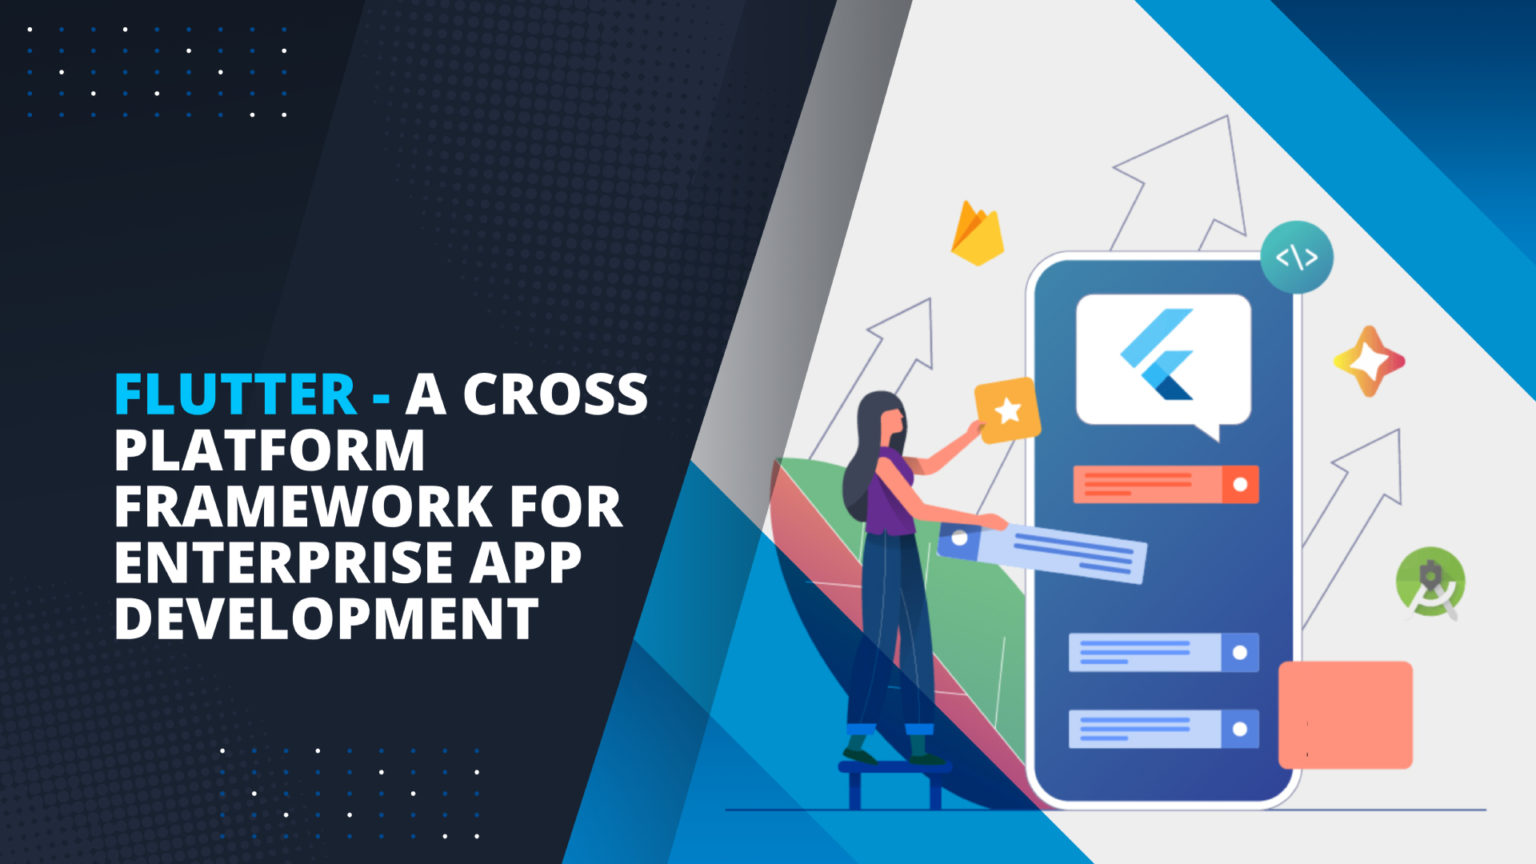 FLUTTER - A CROSS
PLATFORM
FRAMEWORK FOR
ENTERPRISE APP
DEVELOPMENT